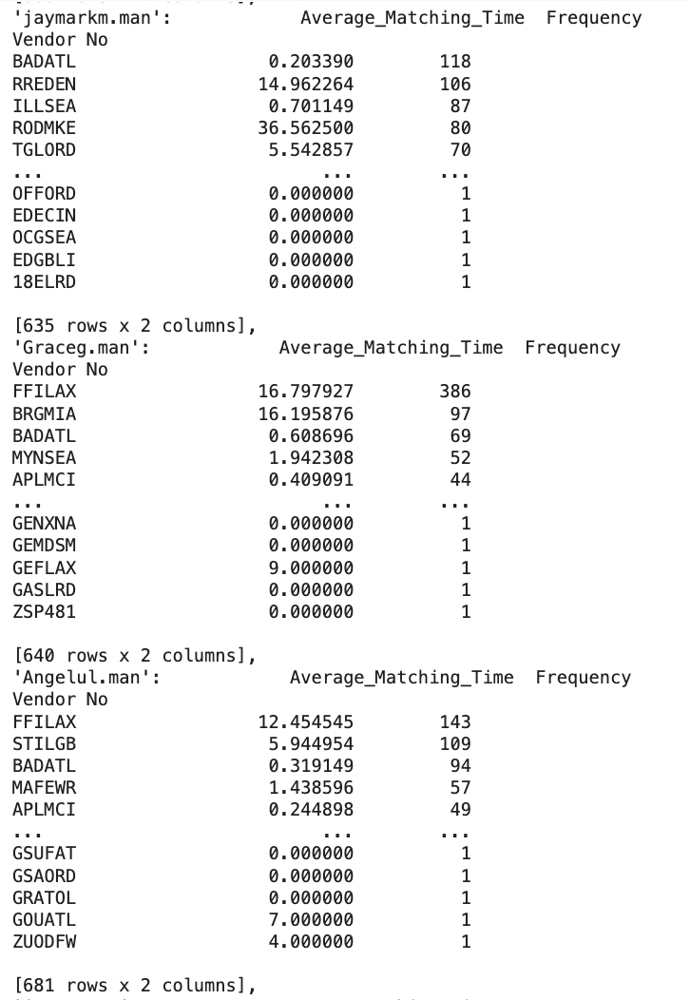 'jaymarkm.man': Average_Matching_Time Frequency
Vendor No
BADATL 0.203390 118
RREDEN 14.962264 106
ILLSEA 0.701149 87
RODMKE 36.562500 80
TGLORD 5.542857 70
... ... ...
OFFORD 0.000000 1
EDECIN 0.000000 1
OCGSEA 0.000000 1
EDGBLI 0.000000 1
18ELRD 0.000000 1
[635 rows x 2 columns],
'Graceg.man': Average_Matching_Time Frequency
Vendor No
FFILAX 16.797927 386
BRGMIA 16.195876 97
BADATL 0.608696 69
MYNSEA 1.942308 52
APLMCI 0.409091 44
... ... ...
GENXNA 0.000000 1
GEMDSM 0.000000 1
GEFLAX 9.000000 1
GASLRD 0.000000 1
ZSP481 0.000000 1
[640 rows x 2 columns],
'Angelul.man': Average_Matching_Time Frequency
Vendor No
FFILAX 12.454545 143
STILGB 5.944954 109
BADATL 0.319149 94
MAFEWR 1.438596 57
APLMCI 0.244898 49
... ... ...
GSUFAT 0.000000 1
GSAORD 0.000000 1
GRATOL 0.000000 1
GOUATL 7.000000 1
ZUODFW 4.000000 1
[681 rows x 2 columns],